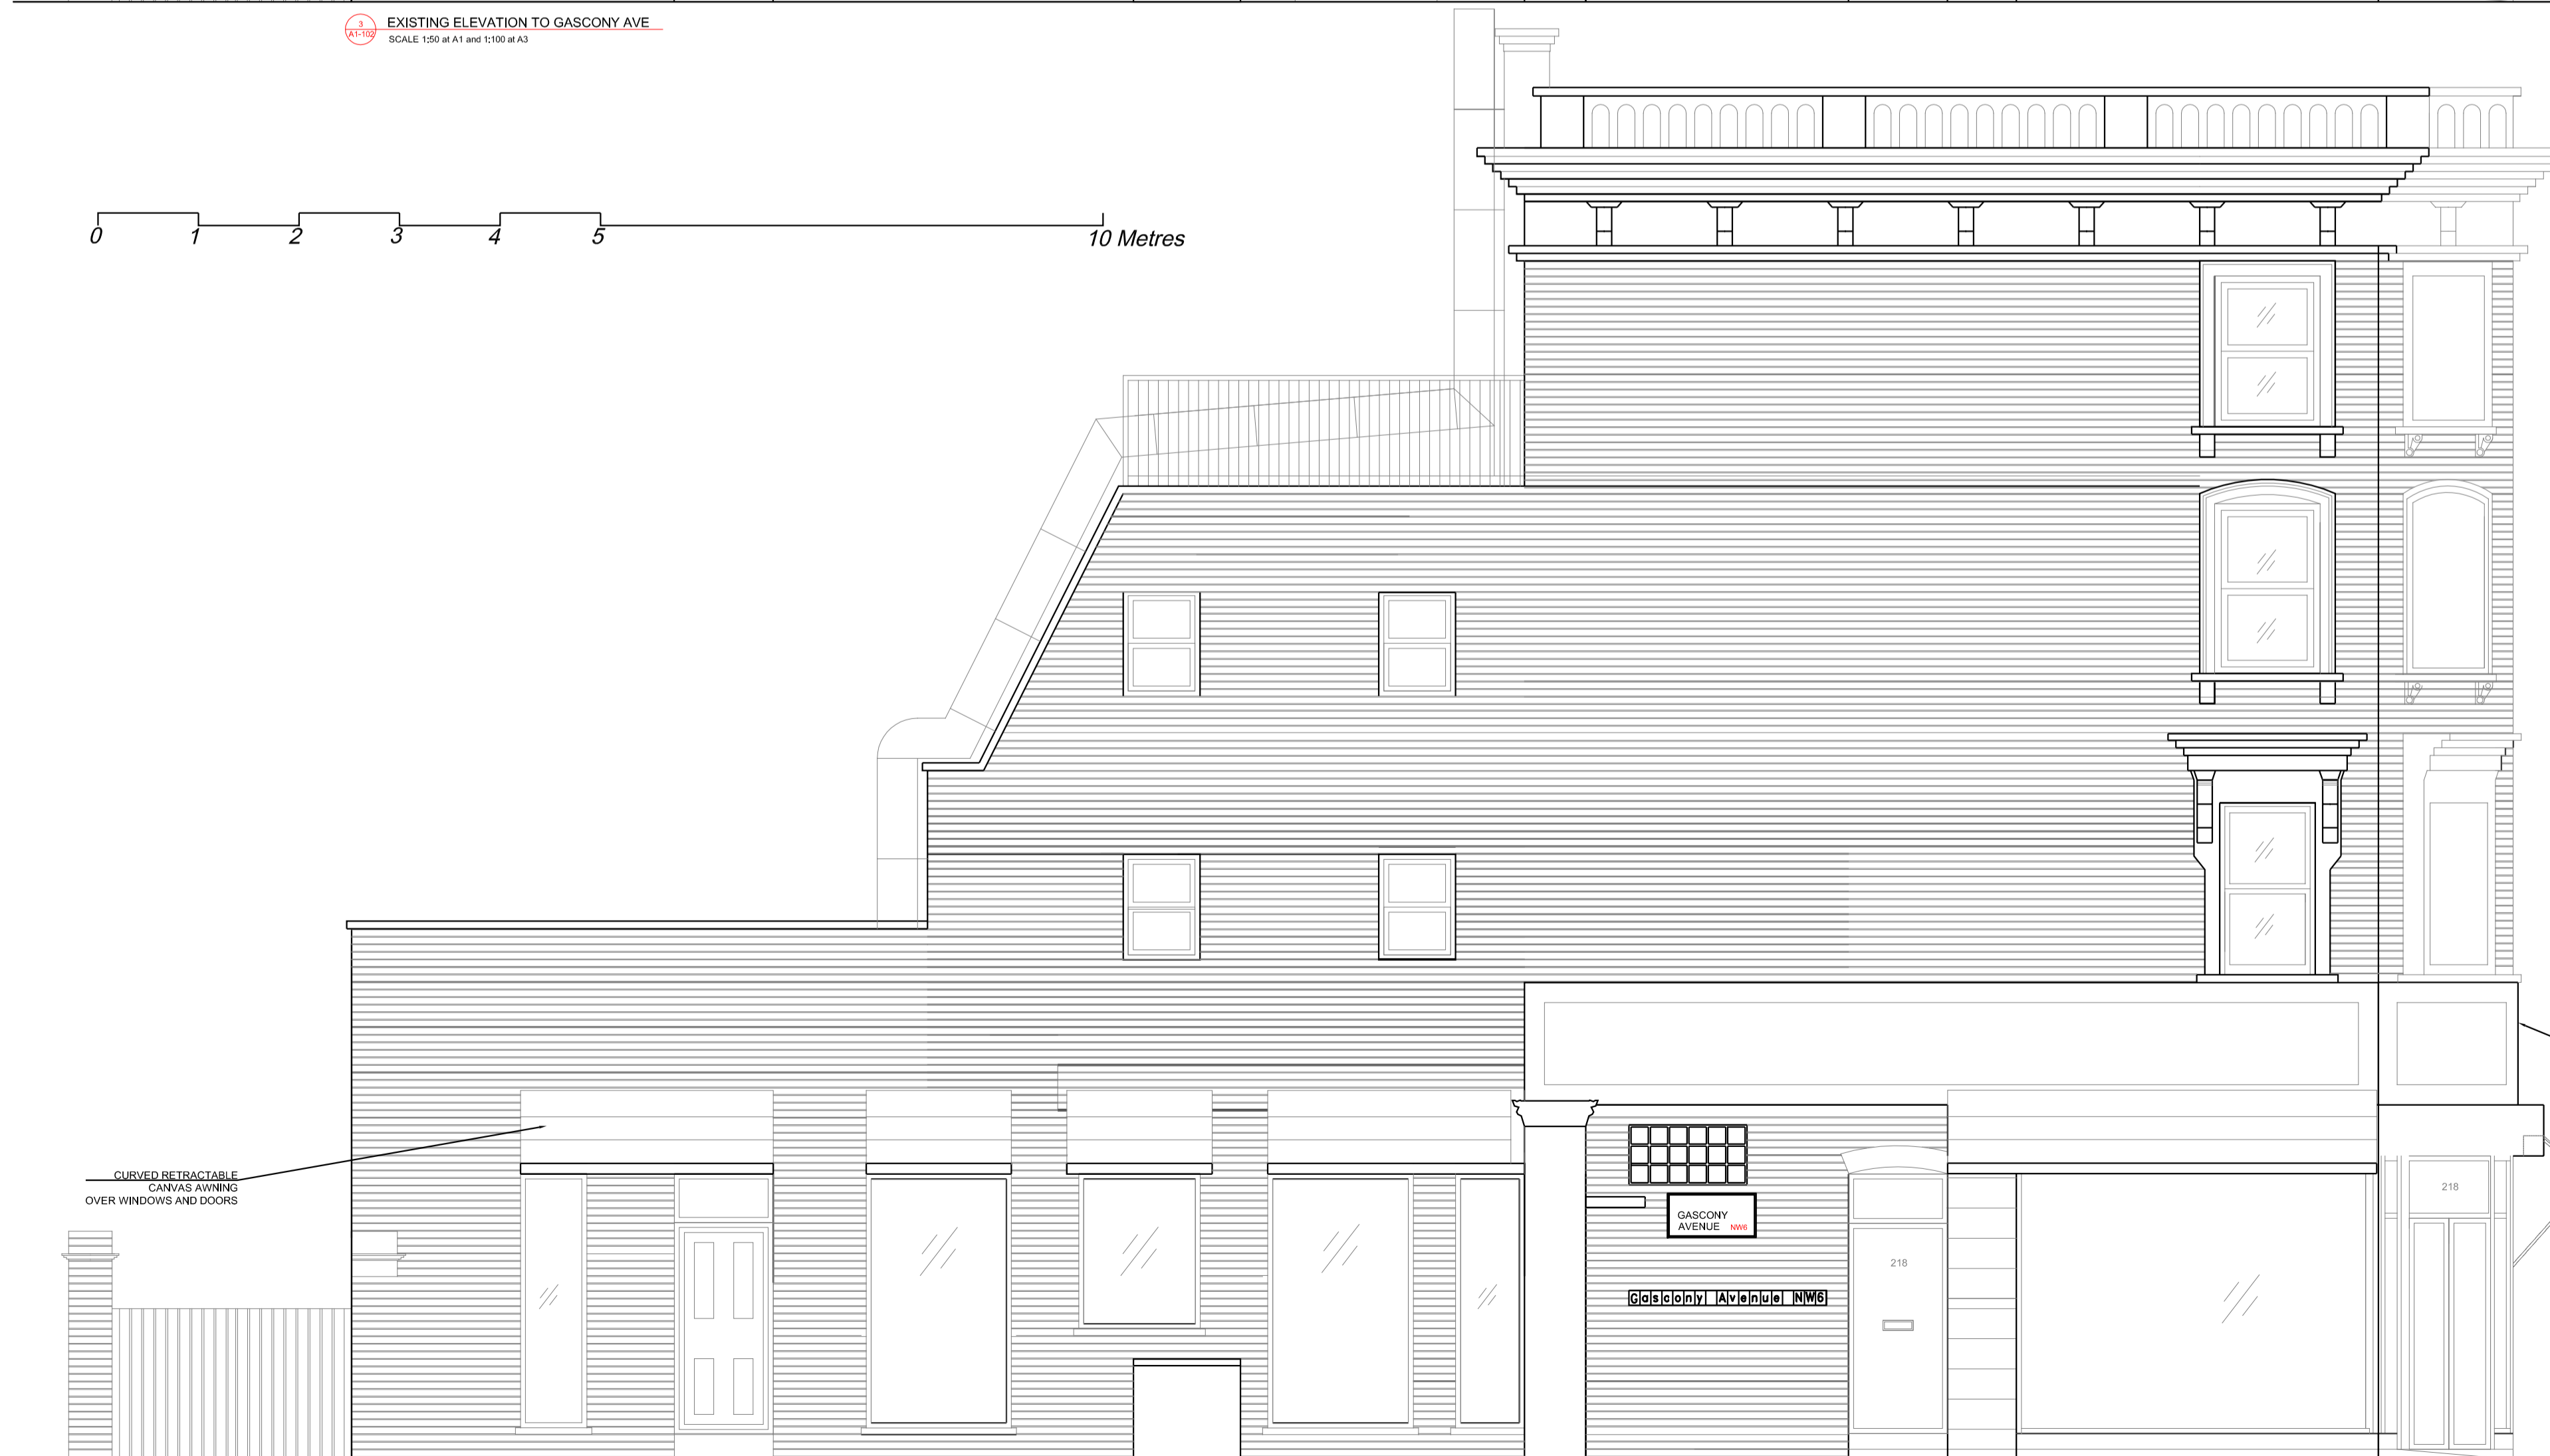 3
A1-102
EXISTING ELEVATION TO GASCONY AVE
SCALE 1:50 at A1 and 1:100 at A3
0 1 2 3 4 5 10 Metres
CURVED RETRACTABLE
CANVAS AWNING
OVER WINDOWS AND DOORS
GASCONY
AVENUE NW6
218
218
Gascony Avenue NW6